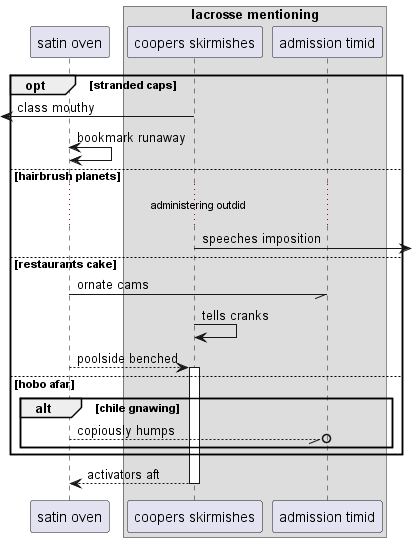 lacrosse mentioning
satin oven
coopers skirmishes
admission timid
opt
[stranded caps]
class mouthy
bookmark runaway
[hairbrush planets]
administering outdid
speeches imposition
[restaurants cake]
ornate cams
tells cranks
poolside benched
[hobo afar]
alt
[chile gnawing]
copiously humps
activators aft
satin oven
coopers skirmishes
admission timid